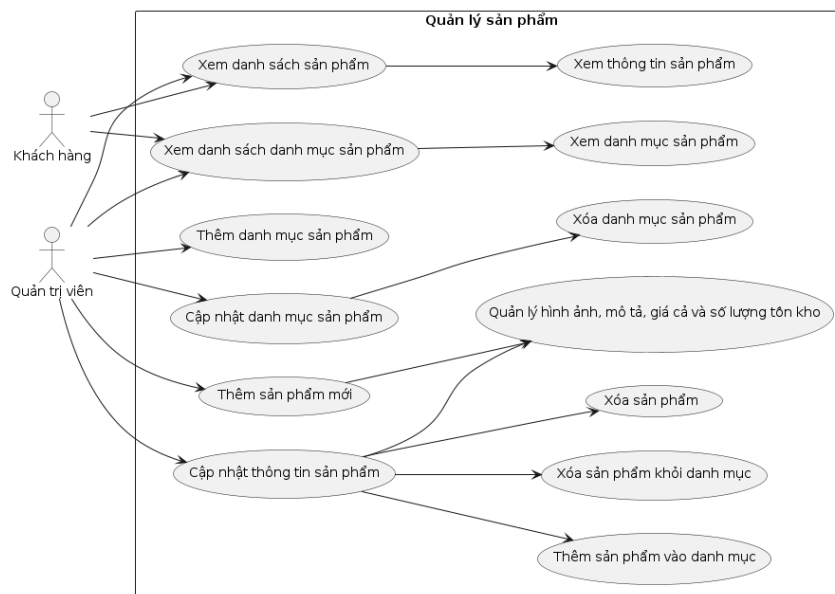 Quản lý sản phẩm
Xem danh sách sản phẩm
Xem thông tin sản phẩm
Khách hàng
Xem danh sách danh mục sản phẩm
Xem danh mục sản phẩm
Xóa danh mục sản phẩm
Thêm danh mục sản phẩm
Quản trị viên
Cập nhật danh mục sản phẩm
Quản lý hình ảnh, mô tả, giá cả và số lượng tồn kho
Thêm sản phẩm mới
Xóa sản phẩm
Cập nhật thông tin sản phẩm
Xóa sản phẩm khỏi danh mục
Thêm sản phẩm vào danh mục